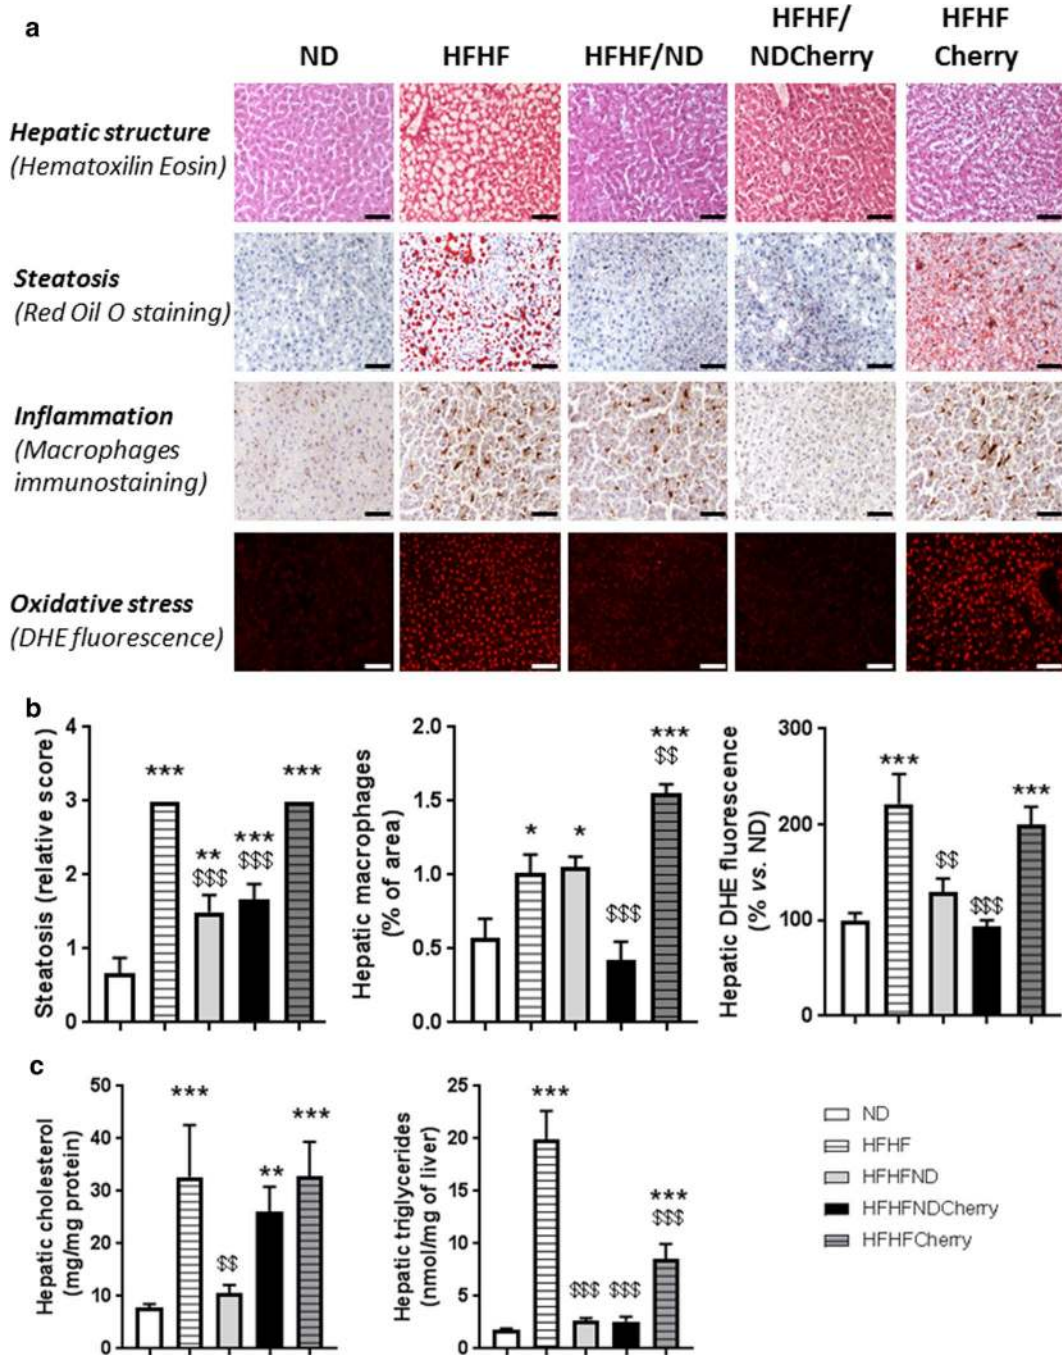 a
ND
HFHF
HFHF/ND
HFHF/
NDCherry
HFHF
Cherry
Hepatic structure
(Hematoxilin Eosin)
Steatosis
(Red Oil O staining)
Inflammation
(Macrophages
immunostaining)
Oxidative stress
(DHE fluorescence)
b
Steatosis (relative score)
4
3
2
1
0
***
**
$$$
***
$$$
***
Hepatic macrophages
(% of area)
2.0
1.5
1.0
0.5
0.0
*
*
$$$
***
$$
Hepatic DHE fluorescence
(% vs. ND)
300
200
100
0
***
$$
$$$
***
c
Hepatic cholesterol
(mg/mg protein)
50
40
30
20
10
0
***
$$
**
***
Hepatic triglycerides
(nmol/mg of liver)
25
20
15
10
5
0
***
$$$
$$$
***
$$$
ND
HFHF
HFHFND
HFHFNDCherry
HFHFCherry